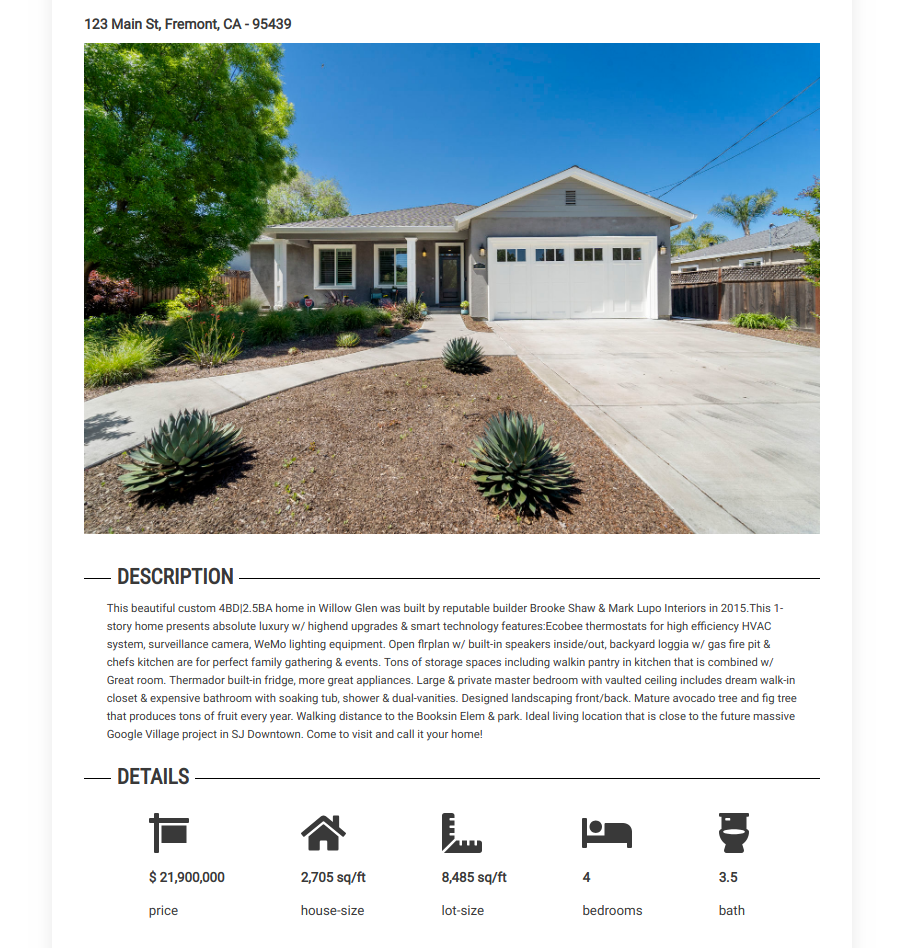 123 Main St, Fremont, CA - 95439
DESCRIPTION
This beautiful custom 4BD|2.5BA home in Willow Glen was built by reputable builder Brooke Shaw & Mark Lupo Interiors in 2015.This 1-
story home presents absolute luxury w/ highend upgrades & smart technology features:Ecobee thermostats for high efficiency HVAC
system, surveillance camera, WeMo lighting equipment. Open flrplan w/ built-in speakers inside/out, backyard loggia w/ gas fire pit &
chefs kitchen are for perfect family gathering & events. Tons of storage spaces including walkin pantry in kitchen that is combined w/
Great room. Thermador built-in fridge, more great appliances. Large & private master bedroom with vaulted ceiling includes dream walk-in
closet & expensive bathroom with soaking tub, shower & dual-vanities. Designed landscaping front/back. Mature avocado tree and fig tree
that produces tons of fruit every year. Walking distance to the Booksin Elem & park. Ideal living location that is close to the future massive
Google Village project in SJ Downtown. Come to visit and call it your home!
DETAILS
$ 21,900,000 2,705 sq/ft 8,485 sq/ft 4 3.5
price house-size lot-size bedrooms bath